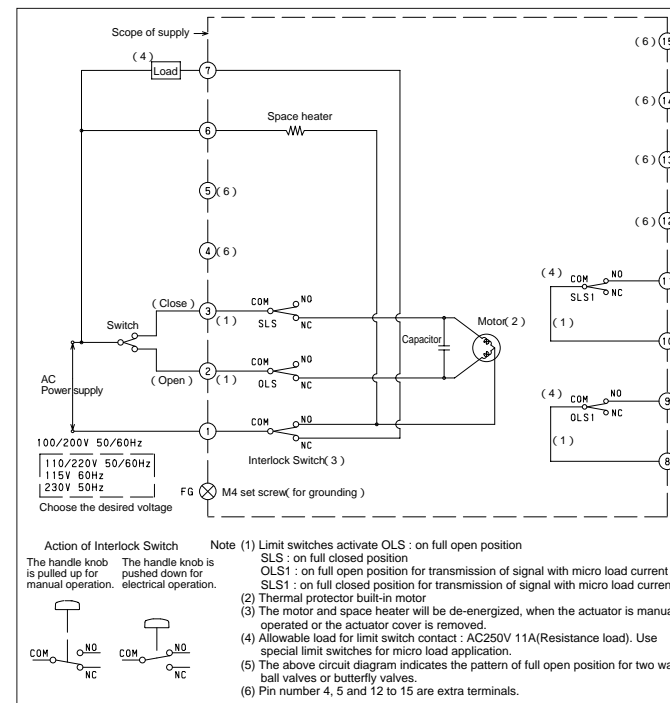 Scope of supply
(4)
Load
7
(6)
Space heater
6
(6)
5 (6)
(6)
4 (6)
(6) 12
(Close)
3
(1)
COM NO
NC
SLS
Switch
Capacitor
Motor(2)
(4) COM NO
SLS1 NC
(1)
10
(Open)
2
(1)
COM NO
NC
OLS
AC
Power supply
(4) COM NO
OLS1 NC
(1)
9
8
1
COM NO
NC
Interlock Switch(3)
100/200V 50/60Hz
110/220V 50/60Hz
115V 60Hz
230V 50Hz
Choose the desired voltage
FG M4 set screw(for grounding)
Action of Interlock Switch
The handle knob
is pulled up for
manual operation.
The handle knob is
pushed down for
electrical operation.
COM NO
NC
COM NO
NC
Note (1) Limit switches activate OLS : on full open position
SLS : on full closed position
OLS1 : on full open position for transmission of signal with micro load current
SLS1 : on full closed position for transmission of signal with micro load
(2) Thermal protector built-in motor
(3) The motor and space heater will be de-energized, when the actuator is
operated or the actuator cover is removed.
(4) Allowable load for limit switch contact : AC250V 11A(Resistance load). Use
special limit switches for micro load application.
(5) The above circuit diagram indicates the pattern of full open position for two
ball valves or butterfly valves.
(6) Pin number 4, 5 and 12 to 15 are extra terminals.